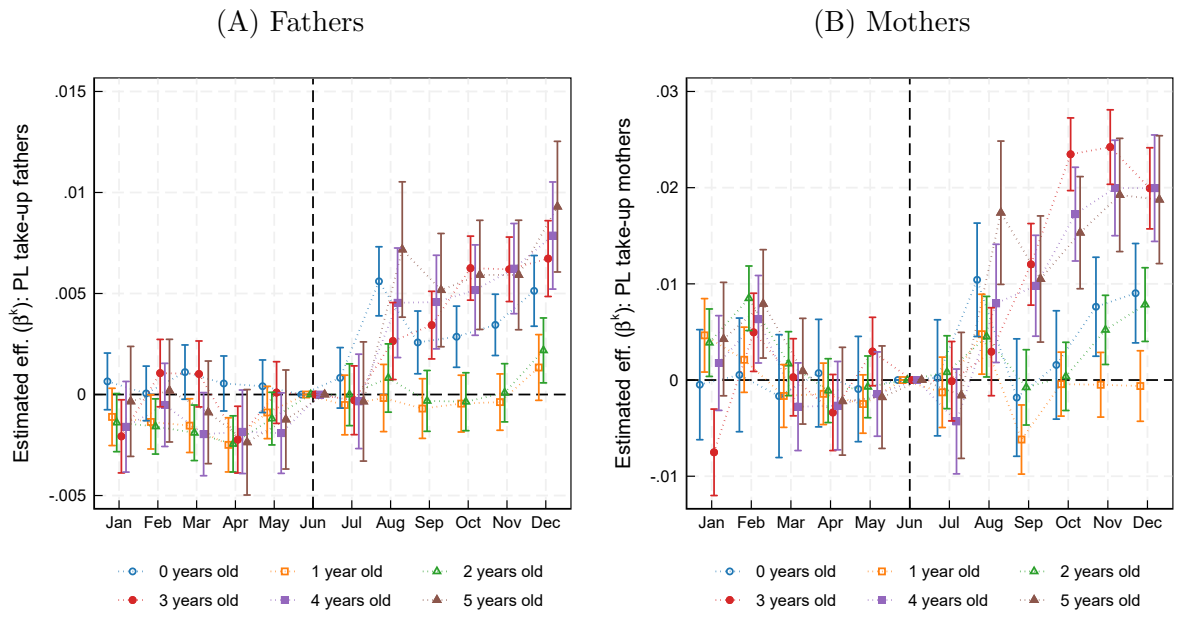 (A) Fathers
Estimated eff. (β^k): PL take-up fathers
.015
.01
.005
0
-.005
Jan Feb Mar Apr May Jun Jul Aug Sep Oct Nov Dec
0 years old 1 year old 2 years old
3 years old 4 years old 5 years old
(B) Mothers
Estimated eff. (β^k): PL take-up mothers
.03
.02
.01
0
-.01
Jan Feb Mar Apr May Jun Jul Aug Sep Oct Nov Dec
0 years old 1 year old 2 years old
3 years old 4 years old 5 years old